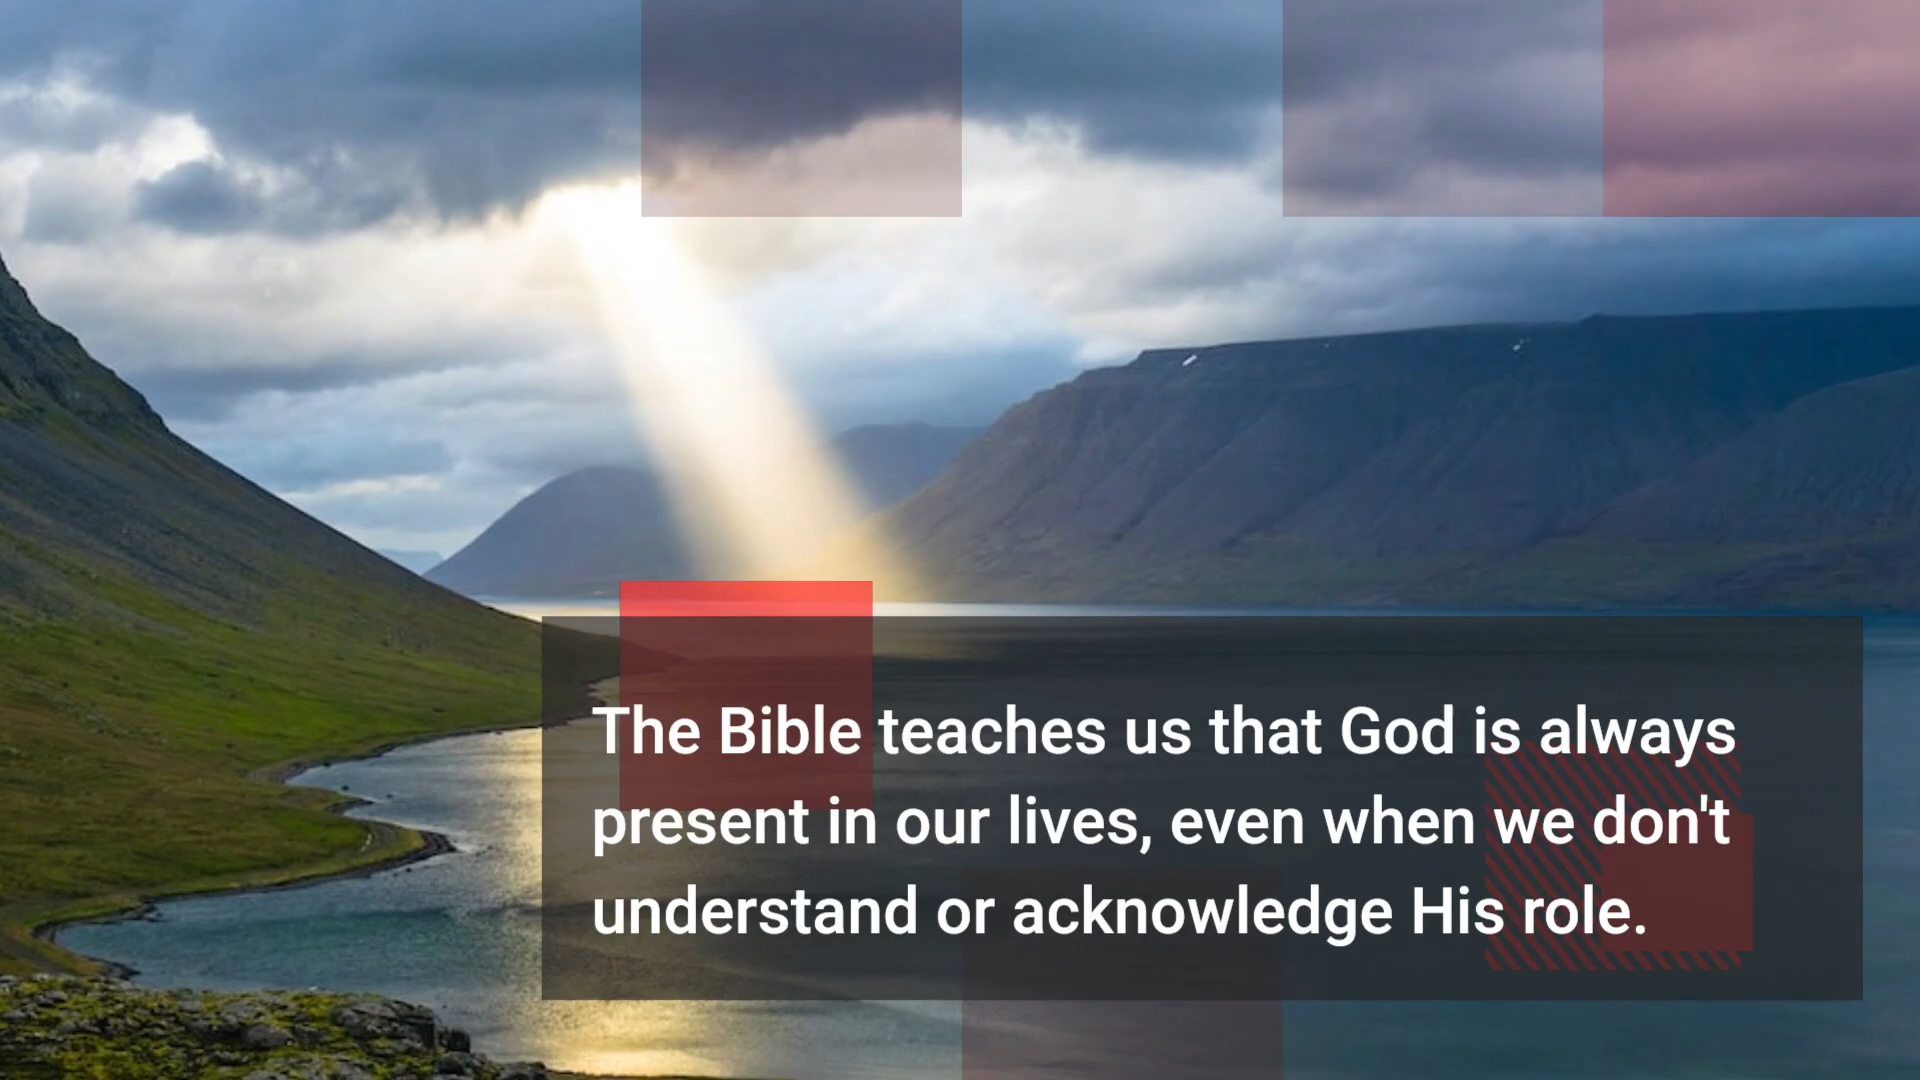 The Bible teaches us that God is always
present in our lives, even when we don't
understand or acknowledge His role.